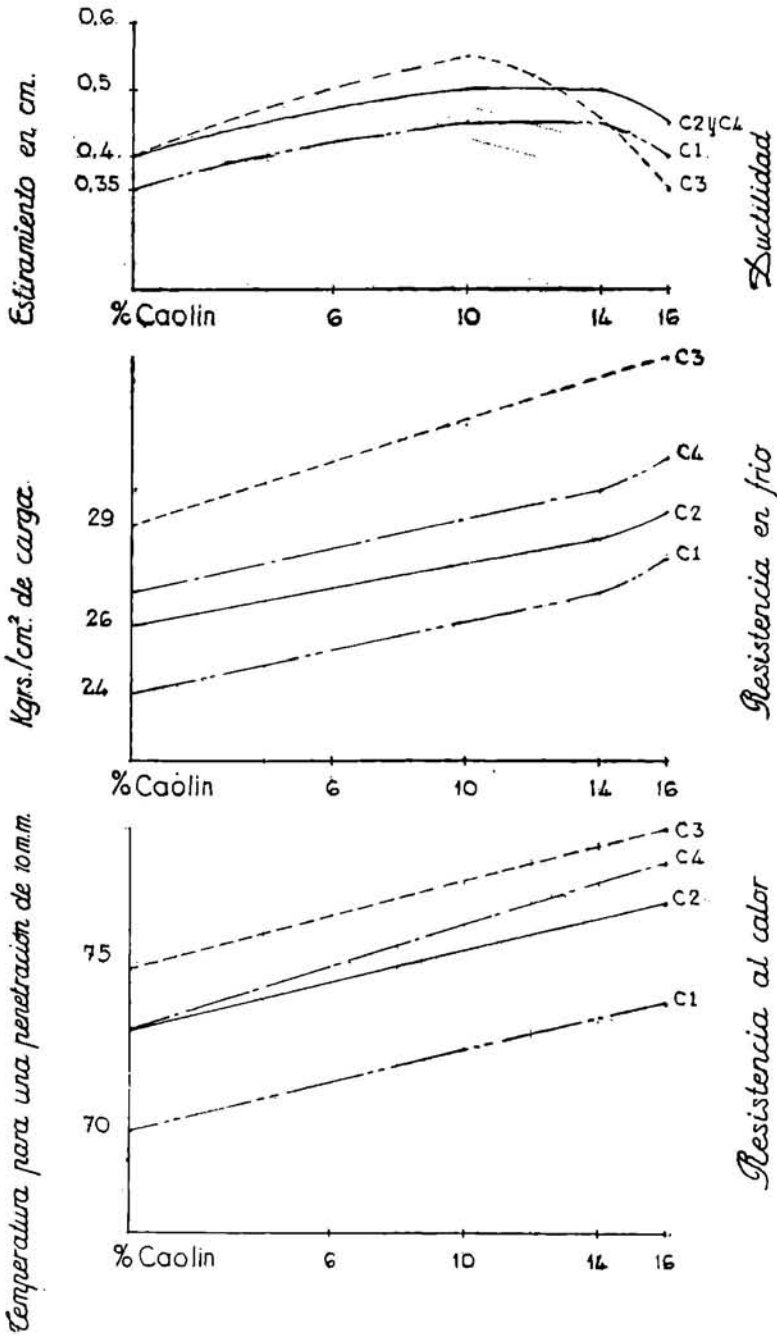 Estiramiento en cm.
0.6
0.5
0.4
0.35
C2 y C4
C1.
C3
Ductilidad
% Caolin 6 10 14 16
Kgrs./cm² de carga.
29
26
24
C3
C4
C2
C1
Resistencia en frio
% Caolin 6 10 14 16
Temperatura para una penetración de 10 m.m.
75
70
C3
C4
C2
C1
Resistencia al calor
% Caolin 6 10 14 16